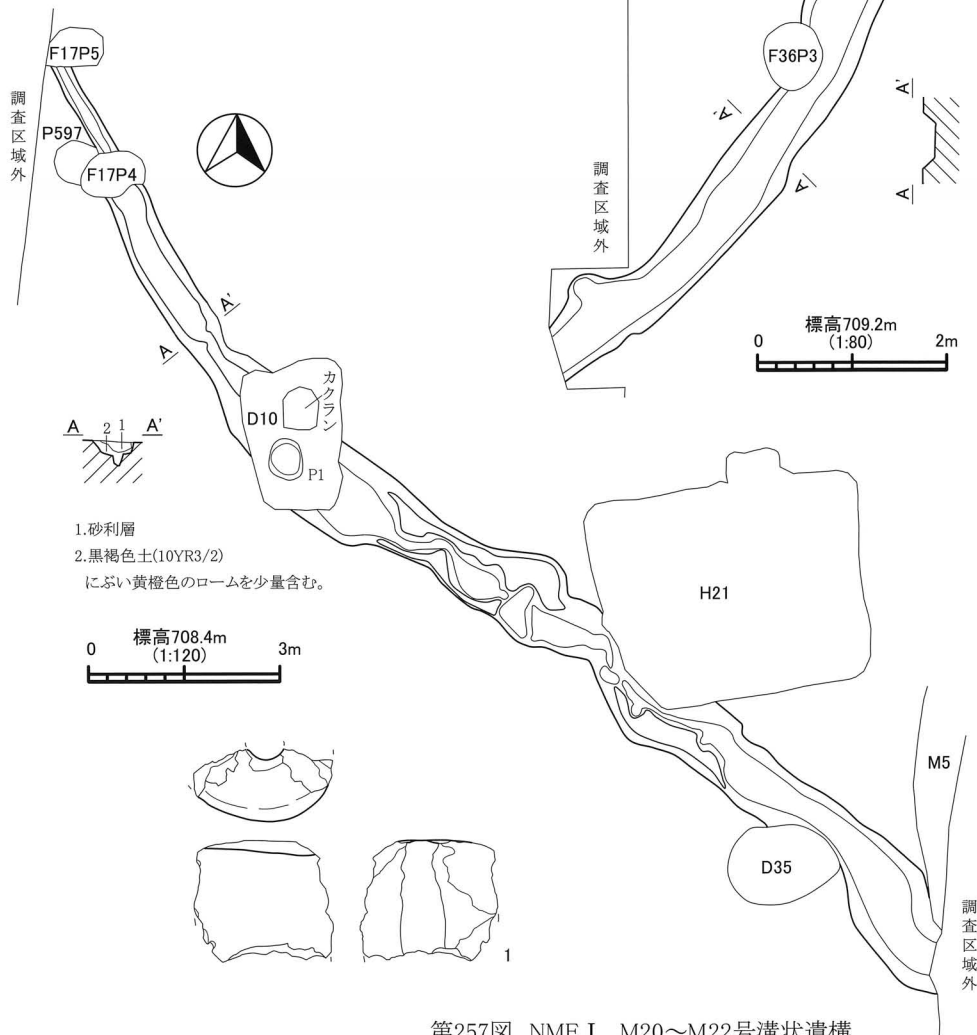 F17P5
調査区域外
P597
F17P4
A'
A
D10
カクラン
P1
A 2 1 A'
1.砂利層
2.黒褐色土(10YR3/2)
にぶい黄橙色のロームを少量含む。
標高708.4m
(1:120)
0 3m
F36P3
A'
A
A'
A
調査区域外
標高709.2m
(1:80)
0 2m
H21
M5
D35
調査区域外
1
第257図 NMF I M20～M22号溝状遺構